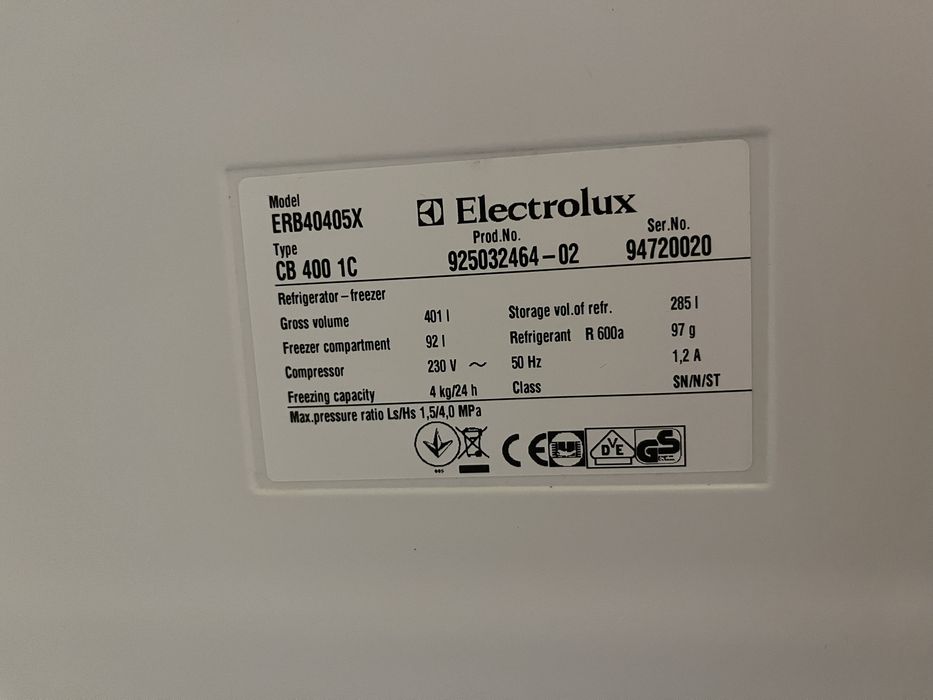 Model
ERB40405X
Electrolux
Type
CB 400 1C
Prod.No.
925032464-02
Ser.No.
94720020
Refrigerator-freezer
Gross volume 401 l
Storage vol.of refr. 285 l
Freezer compartment 92 l
Refrigerant R 600a 97 g
Compressor 230 V ~ 50 Hz 1,2 A
Freezing capacity 4 kg/24 h
Class SN/N/ST
Max.pressure ratio Ls/Hs 1,5/4,0 MPa
CE
DVE
GS